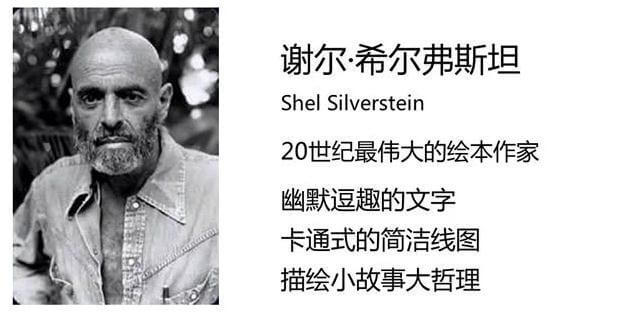 谢尔·希尔弗斯坦
Shel Silverstein
20世纪最伟大的绘本作家
幽默逗趣的文字
卡通式的简洁线图
描绘小故事大哲理